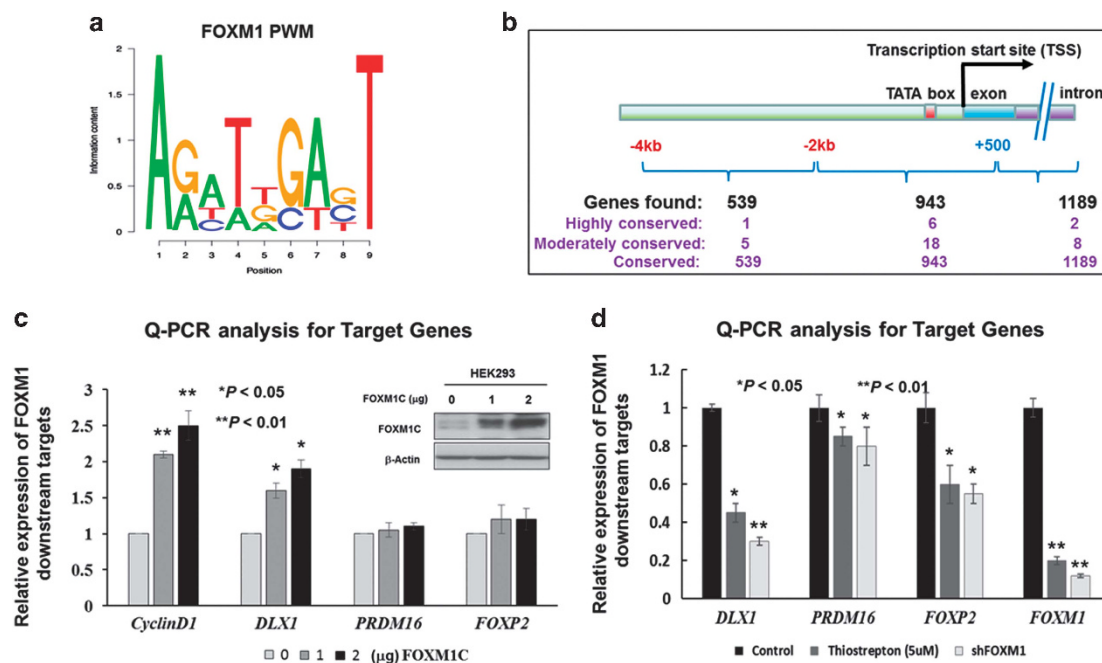 a
FOXM1 PWM
2
1.5
1
0.5
0
Information content
A
G
A
A
T
C
T
A
T
G
A
G
C
A
T
G
C
T
T
1 2 3 4 5 6 7 8 9
Position
b
Transcription start site (TSS)
TATA box exon intron
-4kb -2kb +500
Genes found: 539 943 1189
Highly conserved: 1 6 2
Moderately conserved: 5 18 8
Conserved: 539 943 1189
c
Q-PCR analysis for Target Genes
Relative expression of FOXM1
downstream targets
3
2.5
2
1.5
1
0.5
0
** ** * *
*P < 0.05
**P < 0.01
HEK293
FOXM1C (μg) 0 1 2
FOXM1C
β-Actin
CyclinD1 DLX1 PRDM16 FOXP2
0 1 2 (μg) FOXM1C
d
Q-PCR analysis for Target Genes
Relative expression of FOXM1
downstream targets
1.2
1
0.8
0.6
0.4
0.2
0
*P < 0.05 **P < 0.01
* ** * * * * ** **
DLX1 PRDM16 FOXP2 FOXM1
Control Thiostrepton (5uM) shFOXM1